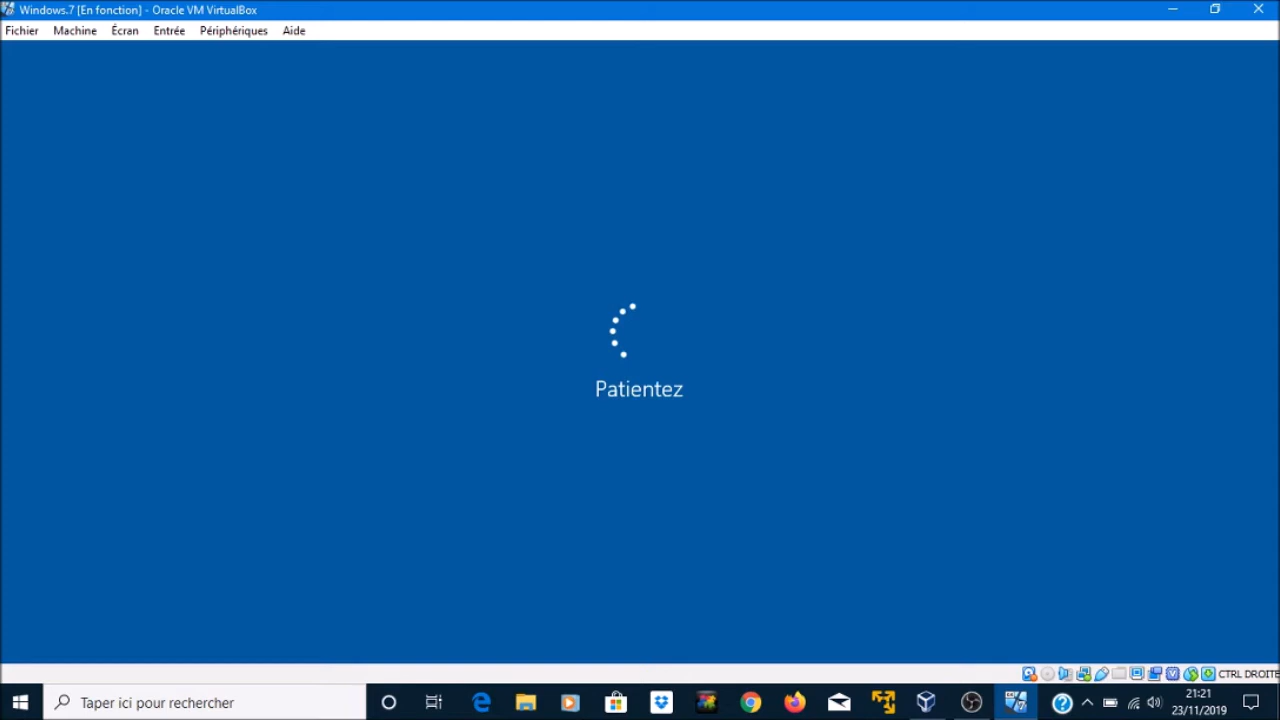 Windows.7 [En fonction] - Oracle VM VirtualBox
Fichier Machine Écran Entrée Périphériques Aide
Patientez
CTRL DROITE
Taper ici pour rechercher
21:21
23/11/2019